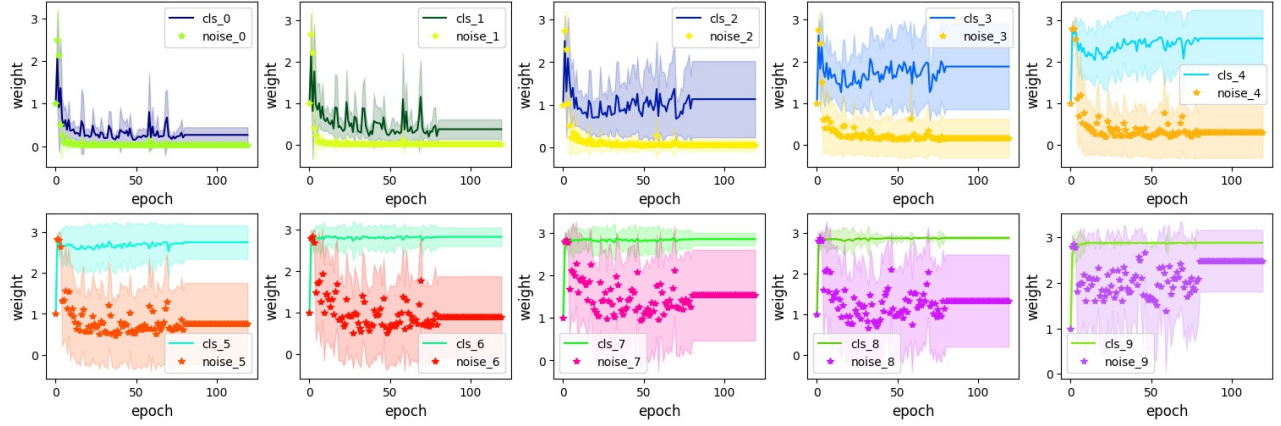 cls_0
noise_0
3
2
1
0
weight
0
50
100
epoch
cls_1
noise_1
3
2
1
0
weight
0
50
100
epoch
cls_2
noise_2
3
2
1
0
weight
0
50
100
epoch
cls_3
noise_3
3
2
1
0
weight
0
50
100
epoch
cls_4
noise_4
3
2
1
0
weight
0
50
100
epoch
3
2
1
0
weight
cls_5
noise_5
0
50
100
epoch
3
2
1
0
weight
cls_6
noise_6
0
50
100
epoch
3
2
1
0
weight
cls_7
noise_7
0
50
100
epoch
3
2
1
0
weight
cls_8
noise_8
0
50
100
epoch
3
2
1
0
weight
cls_9
noise_9
0
50
100
epoch